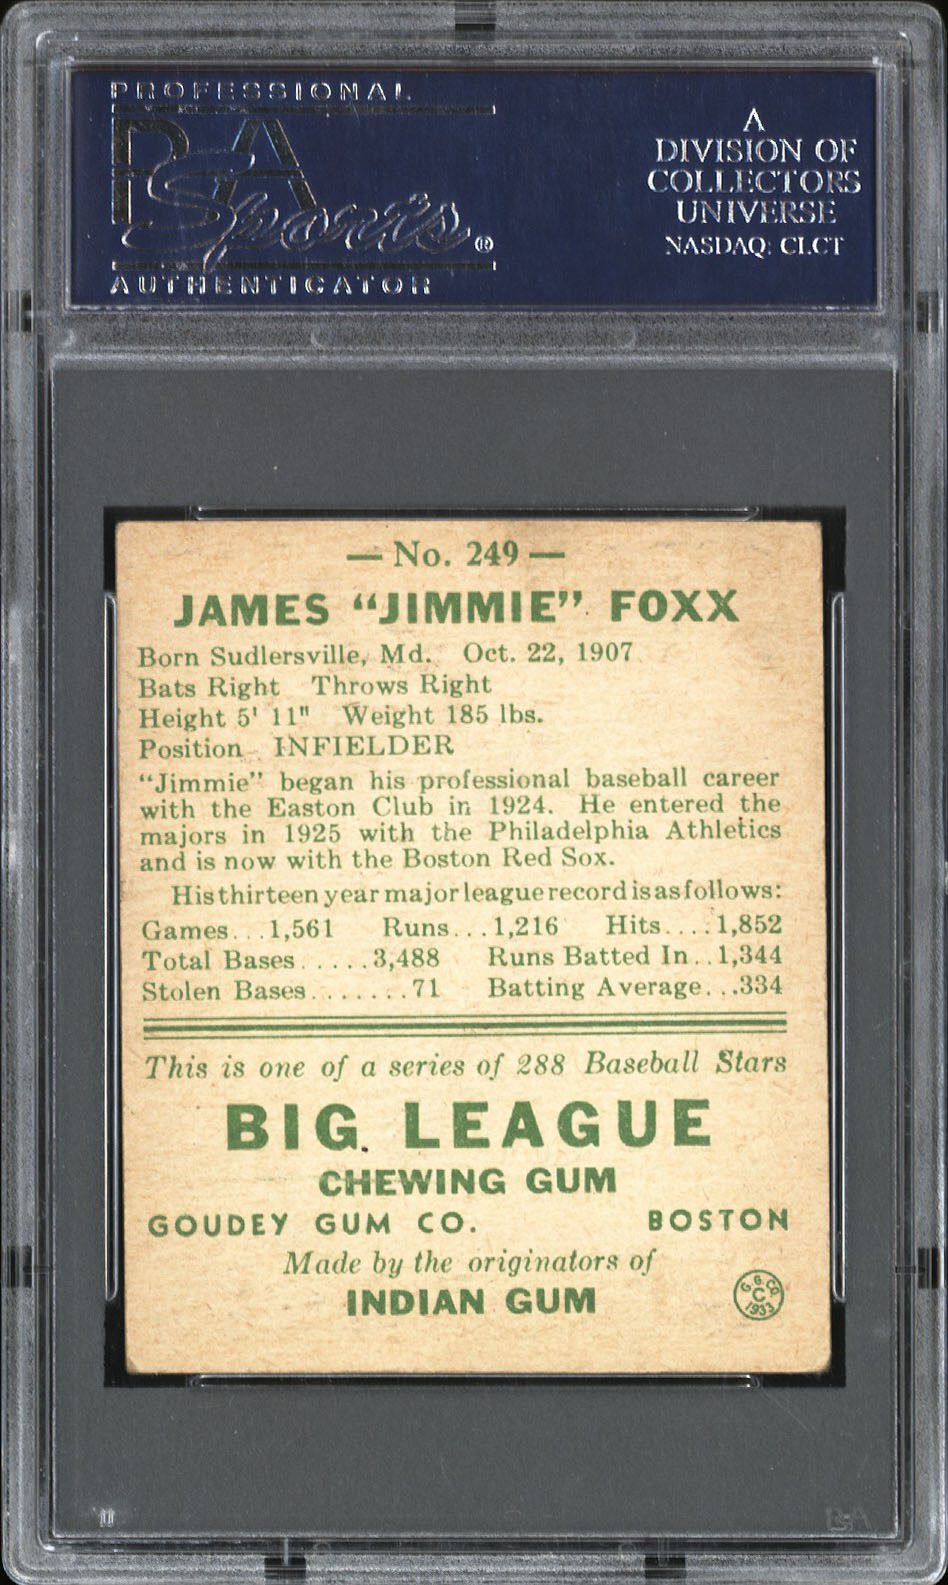 PROFESSIONAL
PSA
Sports®
AUTHENTICATOR
A
DIVISION OF
COLLECTORS
UNIVERSE
NASDAQ: CLCT
— No. 249 —
JAMES “JIMMIE” FOXX
Born Sudlersville, Md. Oct. 22, 1907
Bats Right Throws Right
Height 5' 11" Weight 185 lbs.
Position INFIELDER
“Jimmie” began his professional baseball career
with the Easton Club in 1924. He entered the
majors in 1925 with the Philadelphia Athletics
and is now with the Boston Red Sox.
His thirteen year major league record is as follows:
Games...1,561 Runs...1,216 Hits....1,852
Total Bases.....3,488 Runs Batted In..1,344
Stolen Bases.......71 Batting Average...334
This is one of a series of 288 Baseball Stars
BIG LEAGUE
CHEWING GUM
GOUDEY GUM CO. BOSTON
Made by the originators of
INDIAN GUM
G.G.CO.
C
1933
PSA